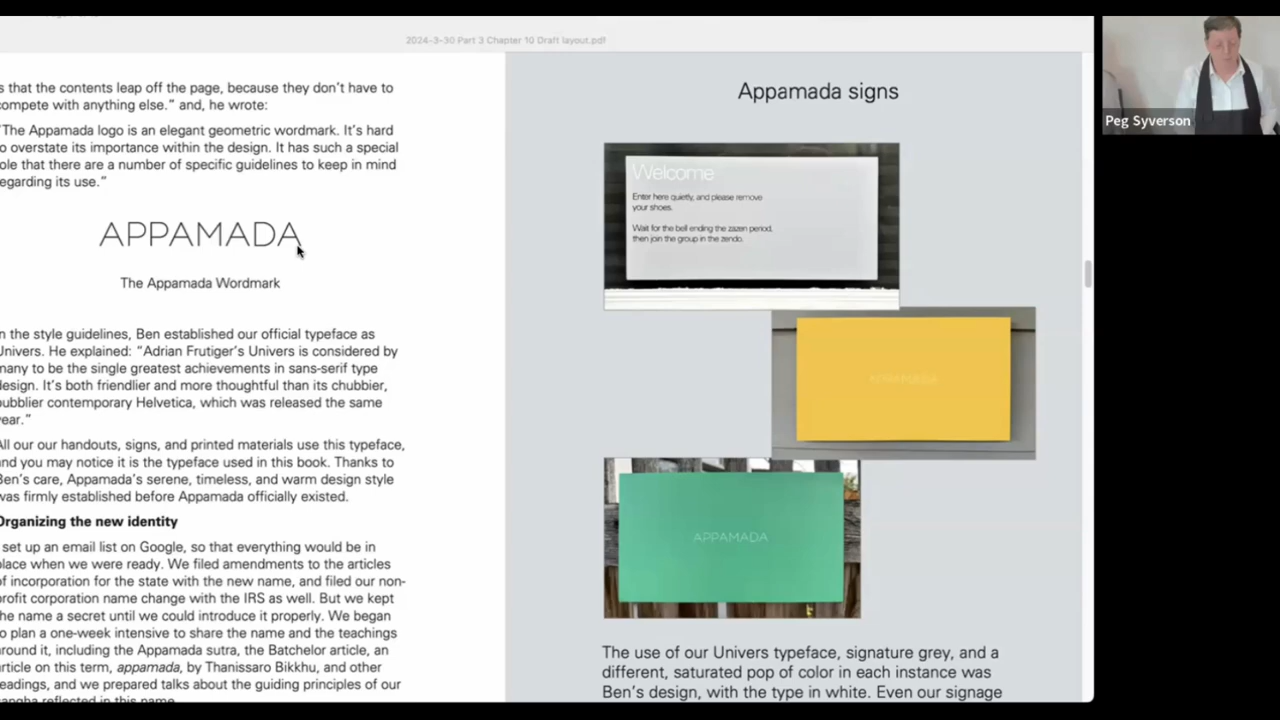 2024-3-30 Part 3 Chapter 10 Draft layout.pdf
s that the contents leap off the page, because they don't have to
compete with anything else." and, he wrote:
"The Appamada logo is an elegant geometric wordmark. It's hard
o overstate its importance within the design. It has such a special
ole that there are a number of specific guidelines to keep in mind
egarding its use."
APPAMADA
The Appamada Wordmark
n the style guidelines, Ben established our official typeface as
Univers. He explained: "Adrian Frutiger's Univers is considered by
many to be the single greatest achievements in sans-serif type
design. It's both friendlier and more thoughtful than its chubbier,
bubblier contemporary Helvetica, which was released the same
year."
All our our handouts, signs, and printed materials use this typeface,
and you may notice it is the typeface used in this book. Thanks to
Ben's care, Appamada's serene, timeless, and warm design style
was firmly established before Appamada officially existed.
Organizing the new identity
set up an email list on Google, so that everything would be in
place when we were ready. We filed amendments to the articles
of incorporation for the state with the new name, and filed our non-
profit corporation name change with the IRS as well. But we kept
the name a secret until we could introduce it properly. We began
o plan a one-week intensive to share the name and the teachings
around it, including the Appamada sutra, the Batchelor article, an
article on this term, appamada, by Thanissaro Bikkhu, and other
eadings, and we prepared talks about the guiding principles of our
sangha reflected in this name.
Appamada signs
Welcome
Enter here quietly, and please remove
your shoes.
Wait for the bell ending the zazen period,
then join the group in the zendo.
APPAMADA
APPAMADA
The use of our Univers typeface, signature grey, and a
different, saturated pop of color in each instance was
Ben's design, with the type in white. Even our signage
Peg Syverson